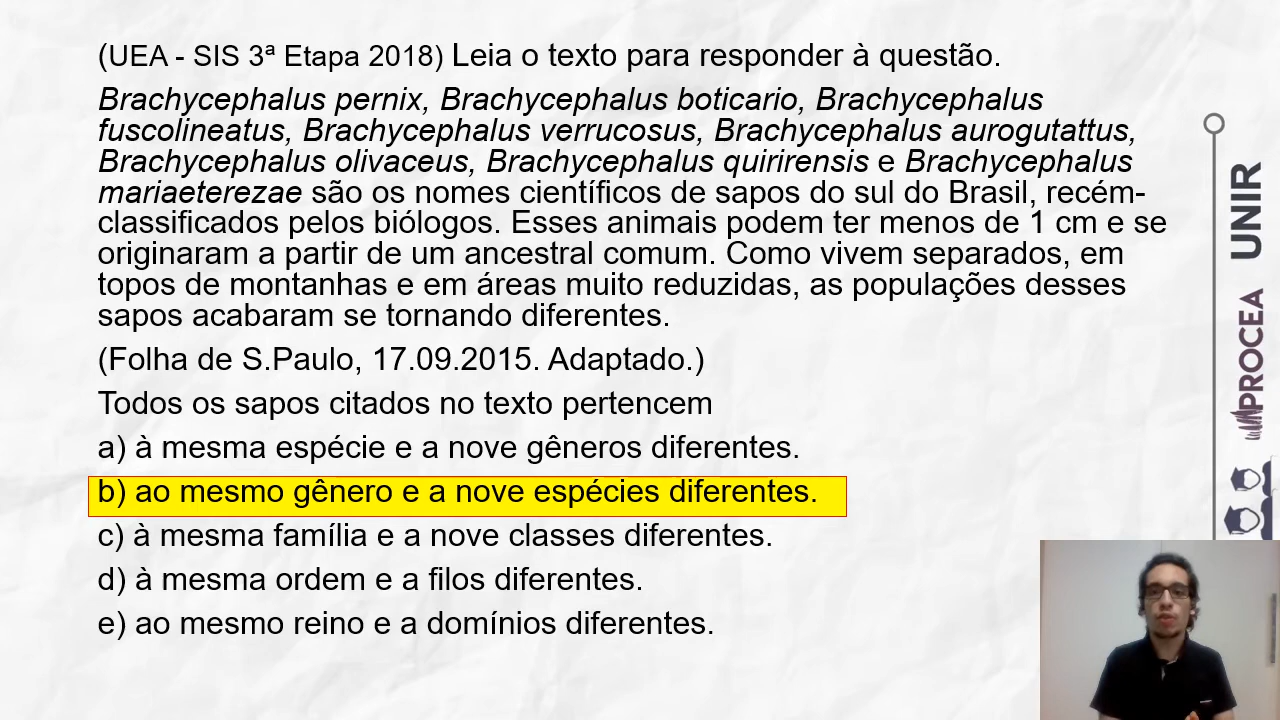 (UEA - SIS 3ª Etapa 2018) Leia o texto para responder à questão.
Brachycephalus pernix, Brachycephalus boticario, Brachycephalus
fuscolineatus, Brachycephalus verrucosus, Brachycephalus aurogutattus,
Brachycephalus olivaceus, Brachycephalus quirirensis e Brachycephalus
mariaeterezae são os nomes científicos de sapos do sul do Brasil, recém-
classificados pelos biólogos. Esses animais podem ter menos de 1 cm e se
originaram a partir de um ancestral comum. Como vivem separados, em
topos de montanhas e em áreas muito reduzidas, as populações desses
sapos acabaram se tornando diferentes.
(Folha de S.Paulo, 17.09.2015. Adaptado.)
Todos os sapos citados no texto pertencem
a) à mesma espécie e a nove gêneros diferentes.
b) ao mesmo gênero e a nove espécies diferentes.
c) à mesma família e a nove classes diferentes.
d) à mesma ordem e a filos diferentes.
e) ao mesmo reino e a domínios diferentes.
UNIR
PROCEA